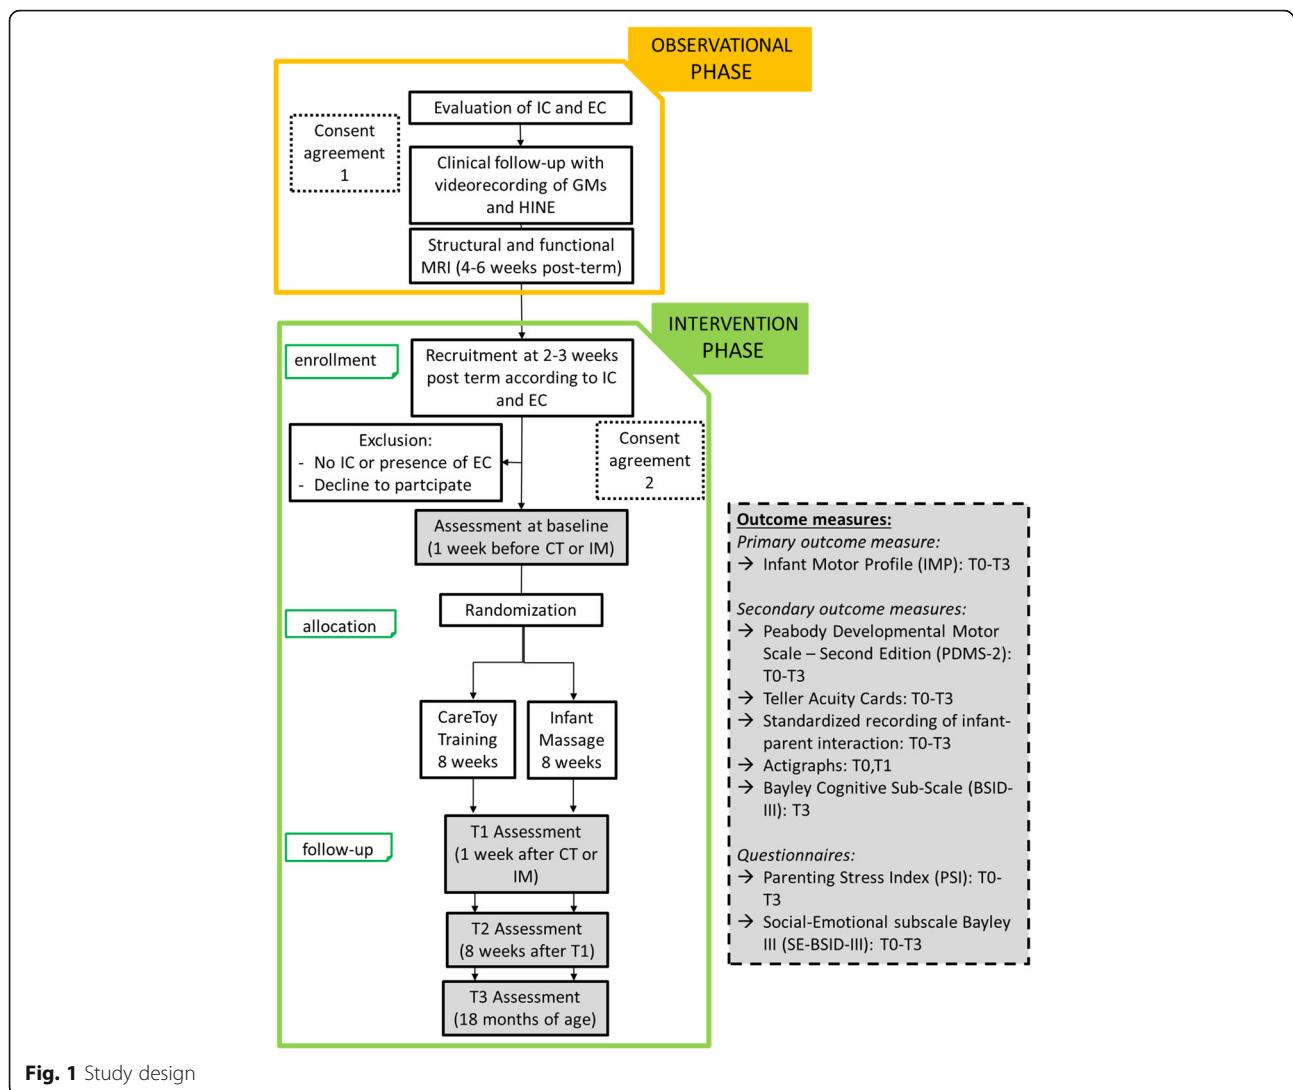 OBSERVATIONAL
PHASE
Evaluation of IC and EC
Consent
agreement
1
Clinical follow-up with
videorecording of GMs
and HINE
Structural and functional
MRI (4-6 weeks post-term)
INTERVENTION
PHASE
enrollment
Recruitment at 2-3 weeks
post term according to IC
and EC
Exclusion:
- No IC or presence of EC
- Decline to partcipate
Consent
agreement
2
Assessment at baseline
(1 week before CT or IM)
Randomization
allocation
CareToy
Training
8 weeks
Infant
Massage
8 weeks
follow-up
T1 Assessment
(1 week after CT or
IM)
T2 Assessment
(8 weeks after T1)
T3 Assessment
(18 months of age)
Outcome measures:
Primary outcome measure:
→ Infant Motor Profile (IMP): T0-T3
Secondary outcome measures:
→ Peabody Developmental Motor
Scale – Second Edition (PDMS-2):
T0-T3
→ Teller Acuity Cards: T0-T3
→ Standardized recording of infant-
parent interaction: T0-T3
→ Actigraphs: T0,T1
→ Bayley Cognitive Sub-Scale (BSID-
III): T3
Questionnaires:
→ Parenting Stress Index (PSI): T0-
T3
→ Social-Emotional subscale Bayley
III (SE-BSID-III): T0-T3
Fig. 1 Study design